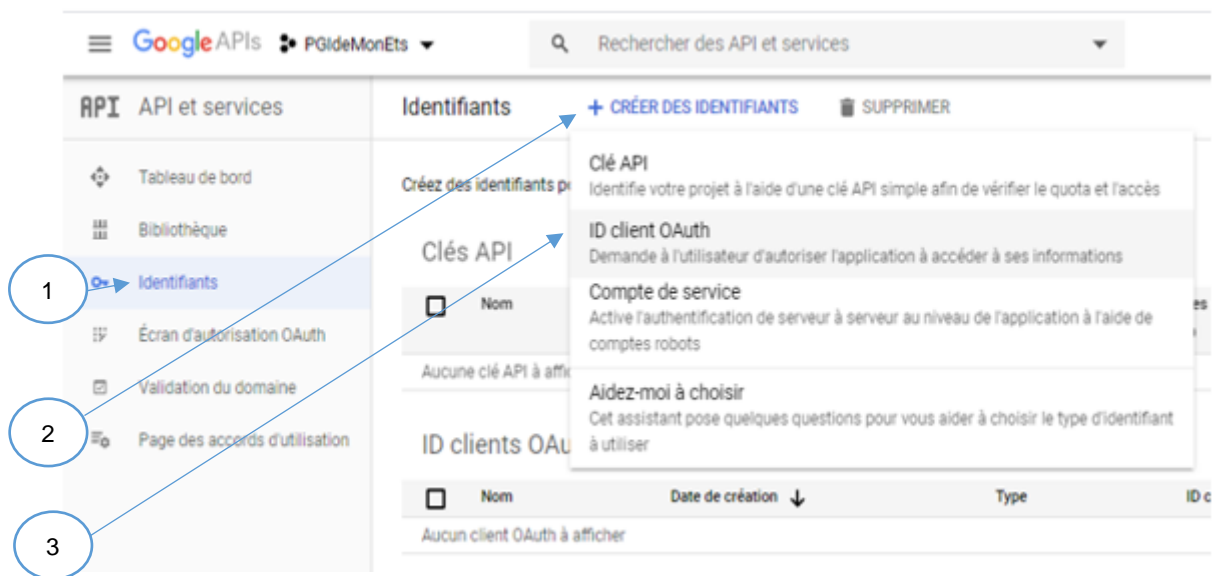 Google APIs PGIdeMonEts Rechercher des API et services
API API et services
Identifiants + CRÉER DES IDENTIFIANTS SUPPRIMER
Tableau de bord
Bibliothèque
1 Identifiants
Écran d'autorisation OAuth
Validation du domaine
2 Page des accords d'utilisation
3
Créez des identifiants
Clé API
Identifie votre projet à l'aide d'une clé API simple afin de vérifier le quota et l'accès
ID client OAuth
Demande à l'utilisateur d'autoriser l'application à accéder à ses informations
Compte de service
Active l'authentification de serveur à serveur au niveau de l'application à l'aide de
comptes robots
Aidez-moi à choisir
Cet assistant pose quelques questions pour vous aider à choisir le type d'identifiant
à utiliser
Clés API
Nom
Aucune clé API à
ID clients OAu
Nom Date de création Type ID c
Aucun client OAuth à afficher